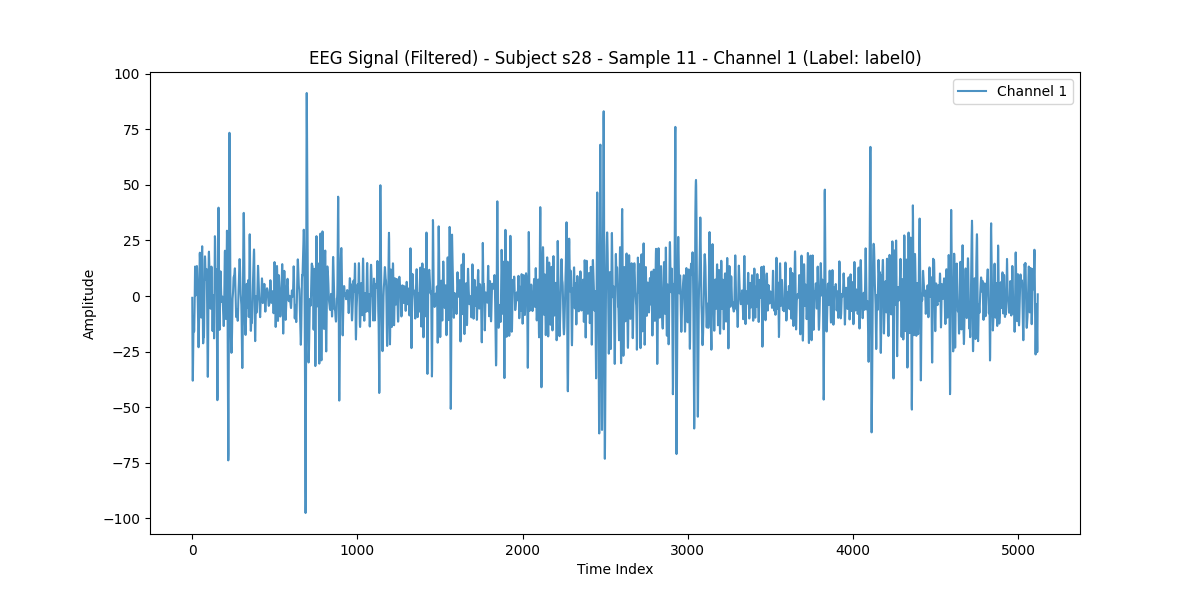 EEG Signal (Filtered) - Subject s28 - Sample 11 - Channel 1 (Label: label0)
Channel 1
100
75
50
25
0
−25
−50
−75
−100
Amplitude
0 1000 2000 3000 4000 5000
Time Index